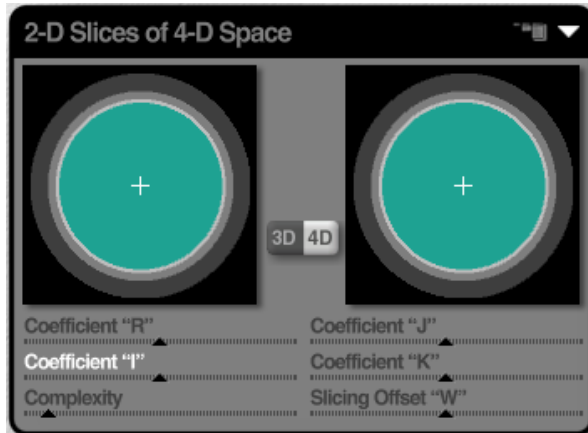 2-D Slices of 4-D Space
3D 4D
Coefficient “R”
Coefficient “J”
Coefficient “I”
Coefficient “K”
Complexity
Slicing Offset “W”